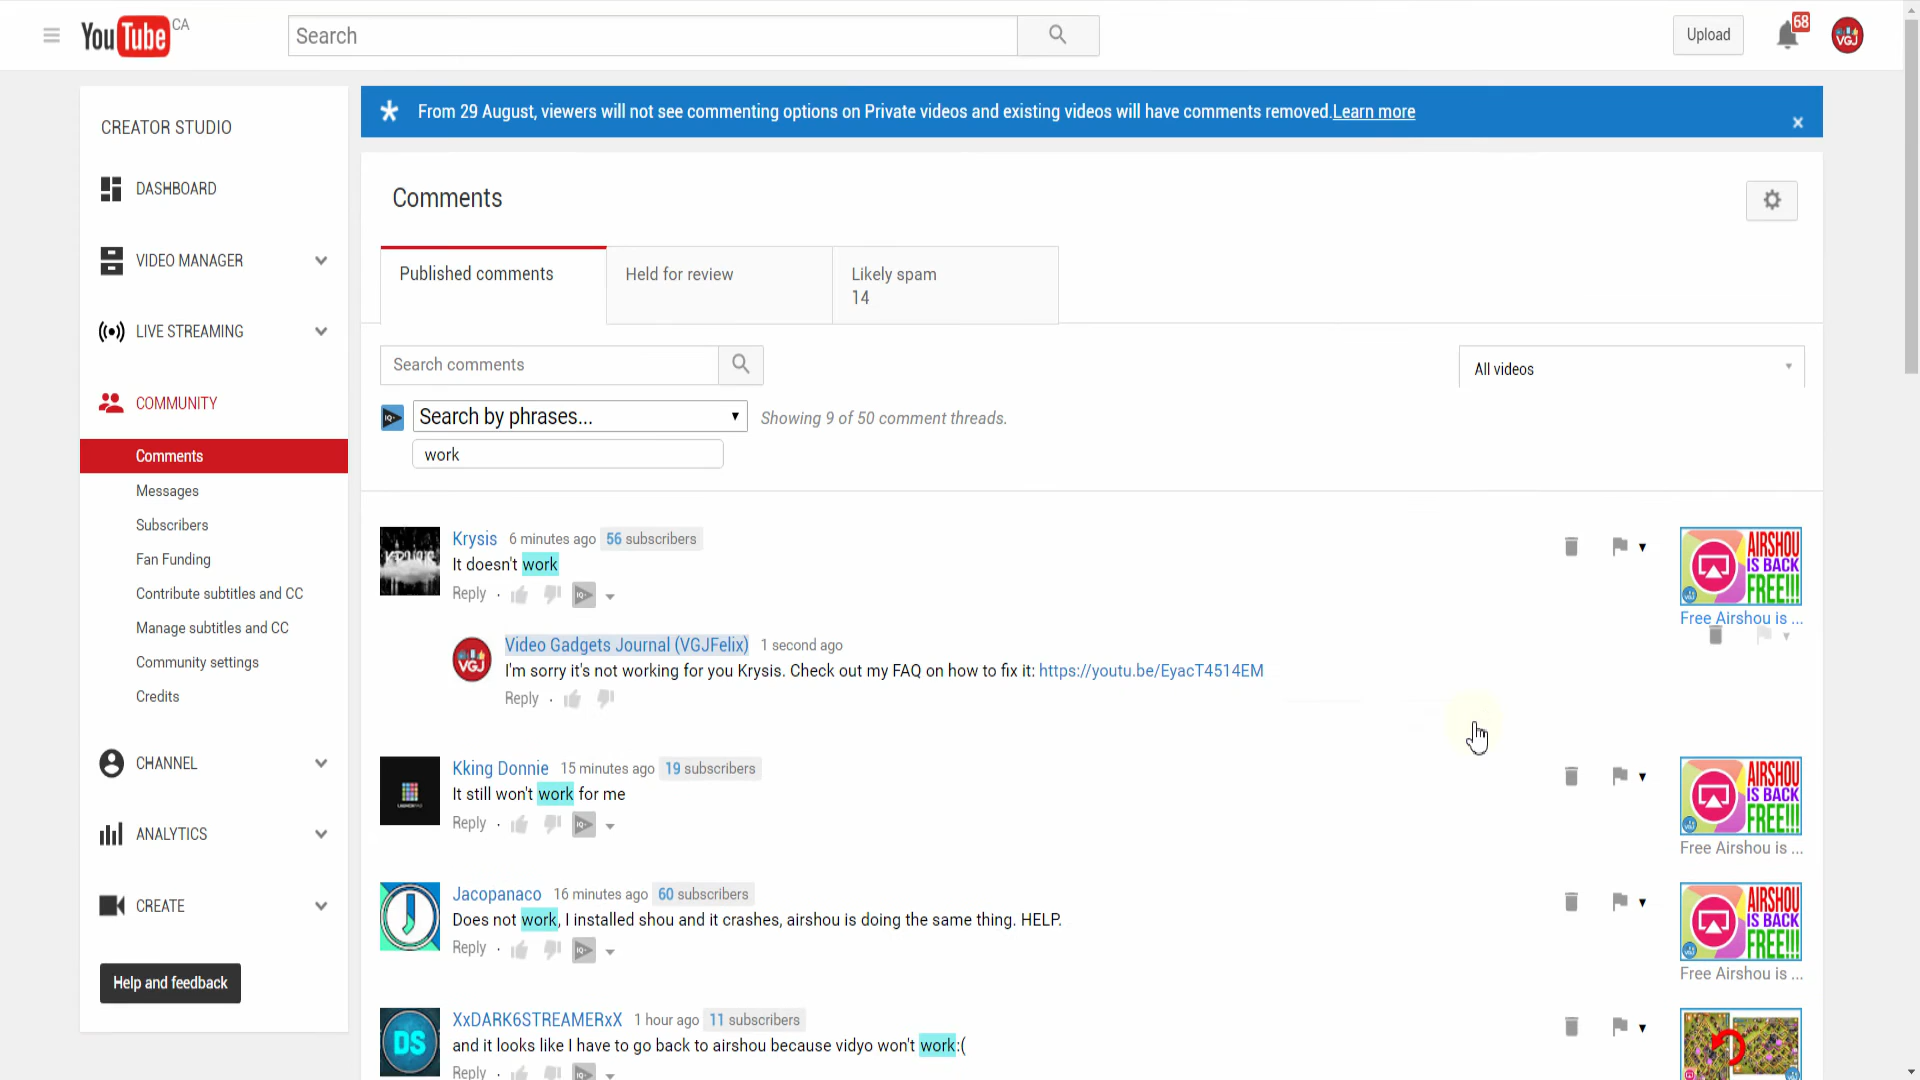 YouTube CA
Search
Upload
68
VGJ
CREATOR STUDIO
DASHBOARD
VIDEO MANAGER
LIVE STREAMING
COMMUNITY
Comments
Messages
Subscribers
Fan Funding
Contribute subtitles and CC
Manage subtitles and CC
Community settings
Credits
CHANNEL
ANALYTICS
CREATE
Help and feedback
From 29 August, viewers will not see commenting options on Private videos and existing videos will have comments removed.Learn more
Comments
Published comments
Held for review
Likely spam
14
Search comments
All videos
Search by phrases...
Showing 9 of 50 comment threads.
work
Krysis 6 minutes ago 56 subscribers
It doesn't work
Reply
AIRSHOU
IS BACK
FREE!!!
Free Airshou is ...
VGJ
Video Gadgets Journal (VGJFelix) 1 second ago
I'm sorry it's not working for you Krysis. Check out my FAQ on how to fix it: https://youtu.be/EyacT4514EM
Reply
Kking Donnie 15 minutes ago 19 subscribers
It still won't work for me
Reply
AIRSHOU
IS BACK
FREE!!!
Free Airshou is ...
Jacopanaco 16 minutes ago 60 subscribers
Does not work, I installed shou and it crashes, airshou is doing the same thing. HELP.
Reply
AIRSHOU
IS BACK
FREE!!!
Free Airshou is ...
DS
XxDARK6STREAMERxX 1 hour ago 11 subscribers
and it looks like I have to go back to airshou because vidyo won't work:(
Reply